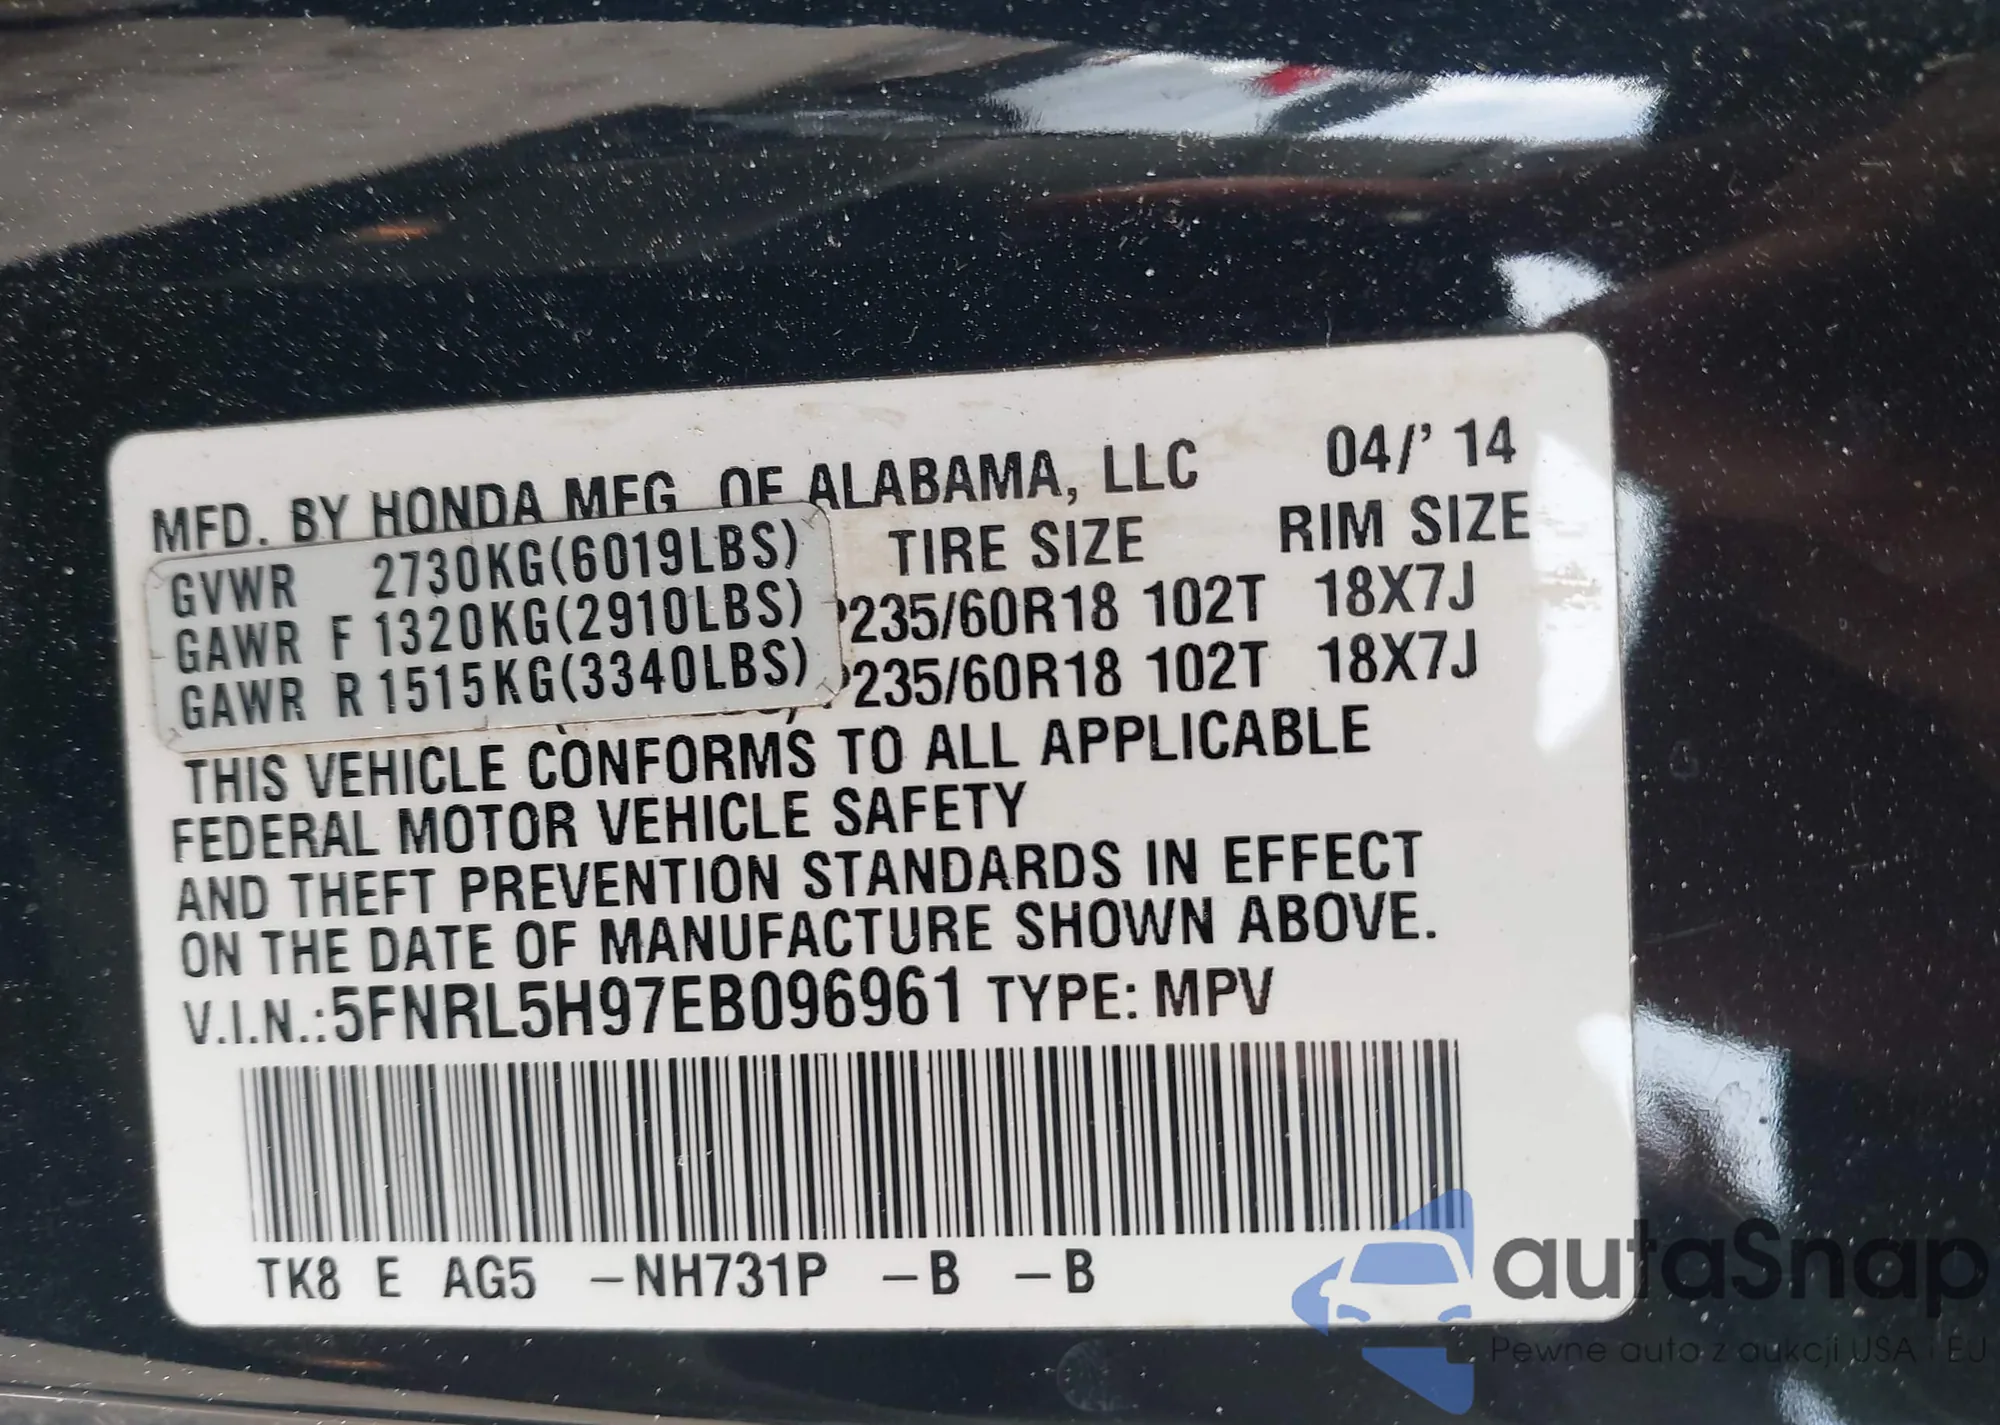 MFD. BY HONDA MFG. OF ALABAMA, LLC 04/' 14
TIRE SIZE RIM SIZE
GVWR 2730KG(6019LBS)
GAWR F 1320KG(2910LBS) P235/60R18 102T 18X7J
GAWR R 1515KG(3340LBS) P235/60R18 102T 18X7J
THIS VEHICLE CONFORMS TO ALL APPLICABLE
FEDERAL MOTOR VEHICLE SAFETY
AND THEFT PREVENTION STANDARDS IN EFFECT
ON THE DATE OF MANUFACTURE SHOWN ABOVE.
V.I.N.:5FNRL5H97EB096961 TYPE: MPV
TK8 E AG5 –NH731P –B –B
autaSnap
Pewne auto z aukcji USA i EU